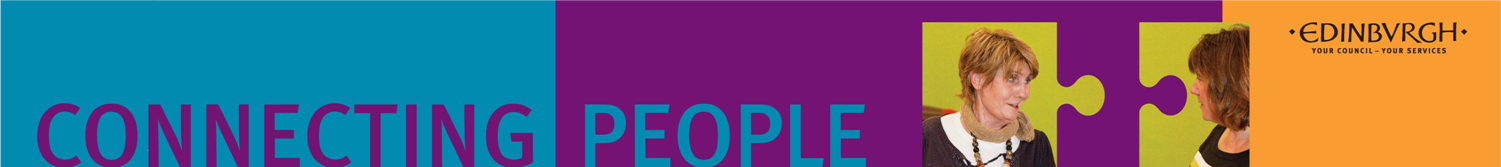 CONNECTING PEOPLE
·EDINBVRGH·
YOUR COUNCIL – YOUR SERVICES